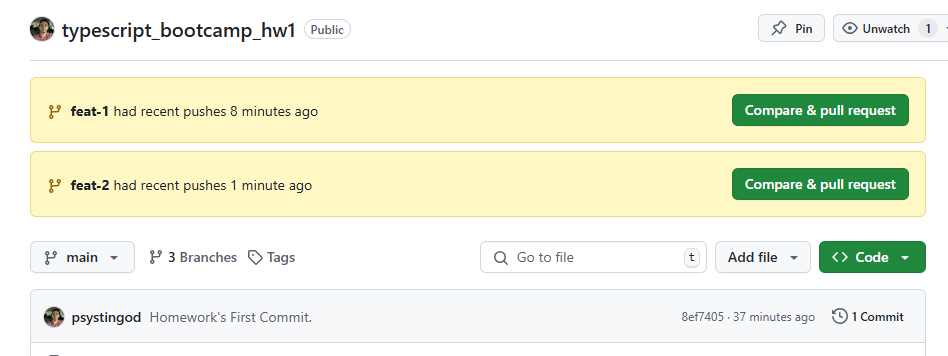 typescript_bootcamp_hw1 Public Pin Unwatch 1
feat-1 had recent pushes 8 minutes ago Compare & pull request
feat-2 had recent pushes 1 minute ago Compare & pull request
main 3 Branches Tags Go to file t Add file Code
psystingod Homework's First Commit. 8ef7405 · 37 minutes ago 1 Commit